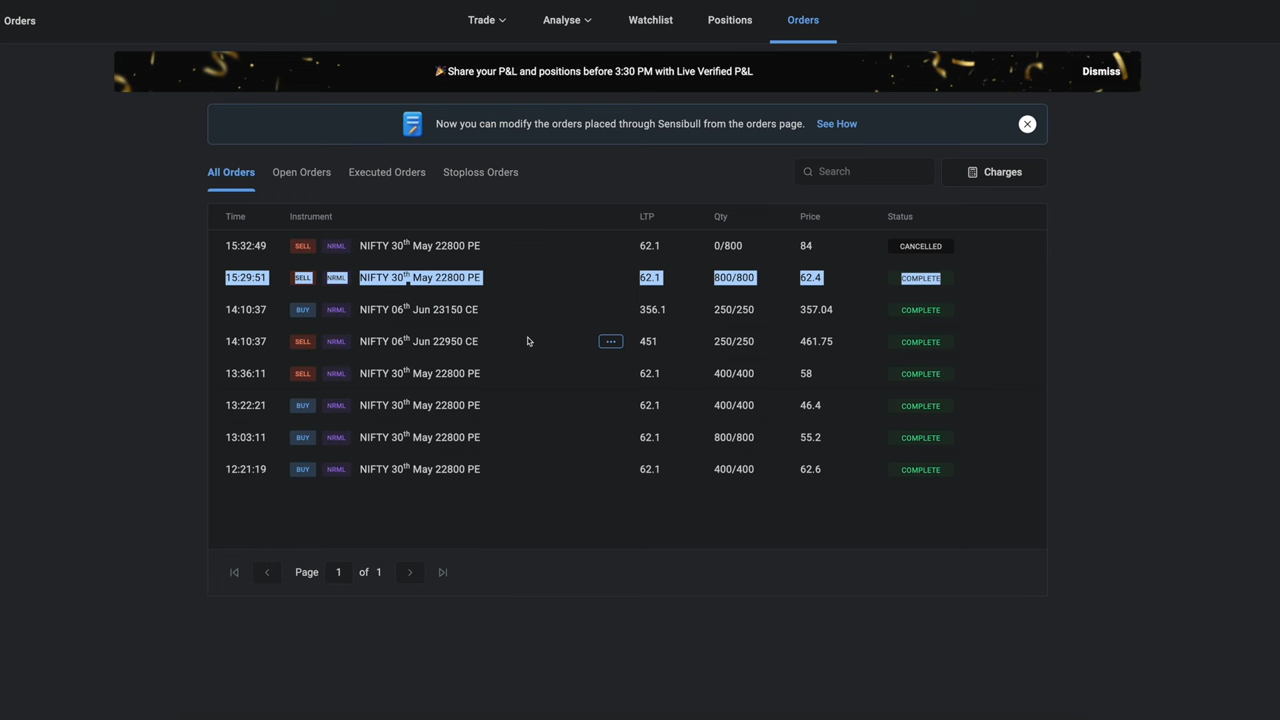 Orders
Trade Analyse Watchlist Positions Orders
🎉Share your P&L and positions before 3:30 PM with Live Verified P&L Dismiss
Now you can modify the orders placed through Sensibull from the orders page. See How
All Orders Open Orders Executed Orders Stoploss Orders Search Charges
Time Instrument LTP Qty Price Status
15:32:49 SELL NRML NIFTY 30th May 22800 PE 62.1 0/800 84 CANCELLED
15:29:51 SELL NRML NIFTY 30th May 22800 PE 62.1 800/800 62.4 COMPLETE
14:10:37 BUY NRML NIFTY 06th Jun 23150 CE 356.1 250/250 357.04 COMPLETE
14:10:37 SELL NRML NIFTY 06th Jun 22950 CE ... 451 250/250 461.75 COMPLETE
13:36:11 SELL NRML NIFTY 30th May 22800 PE 62.1 400/400 58 COMPLETE
13:22:21 BUY NRML NIFTY 30th May 22800 PE 62.1 400/400 46.4 COMPLETE
13:03:11 BUY NRML NIFTY 30th May 22800 PE 62.1 800/800 55.2 COMPLETE
12:21:19 BUY NRML NIFTY 30th May 22800 PE 62.1 400/400 62.6 COMPLETE
Page 1 of 1